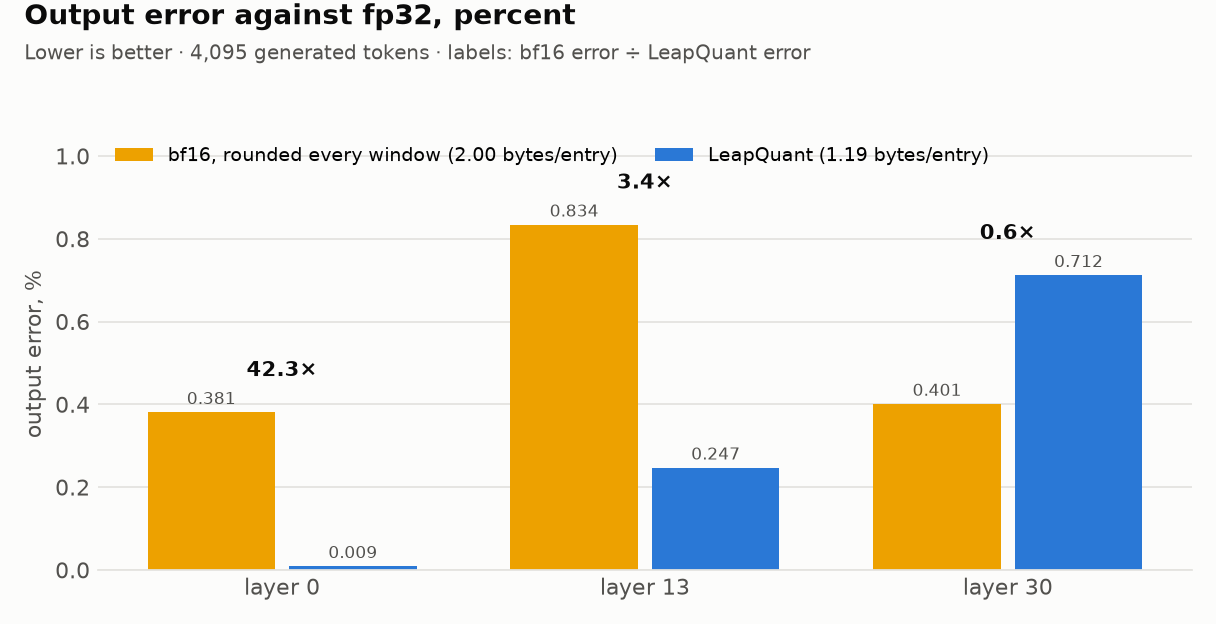 Output error against fp32, percent
Lower is better · 4,095 generated tokens · labels: bf16 error ÷ LeapQuant error
bf16, rounded every window (2.00 bytes/entry)
LeapQuant (1.19 bytes/entry)
output error, %
1.0
0.8
0.6
0.4
0.2
0.0
42.3×
0.381
0.009
3.4×
0.834
0.247
0.6×
0.401
0.712
layer 0
layer 13
layer 30